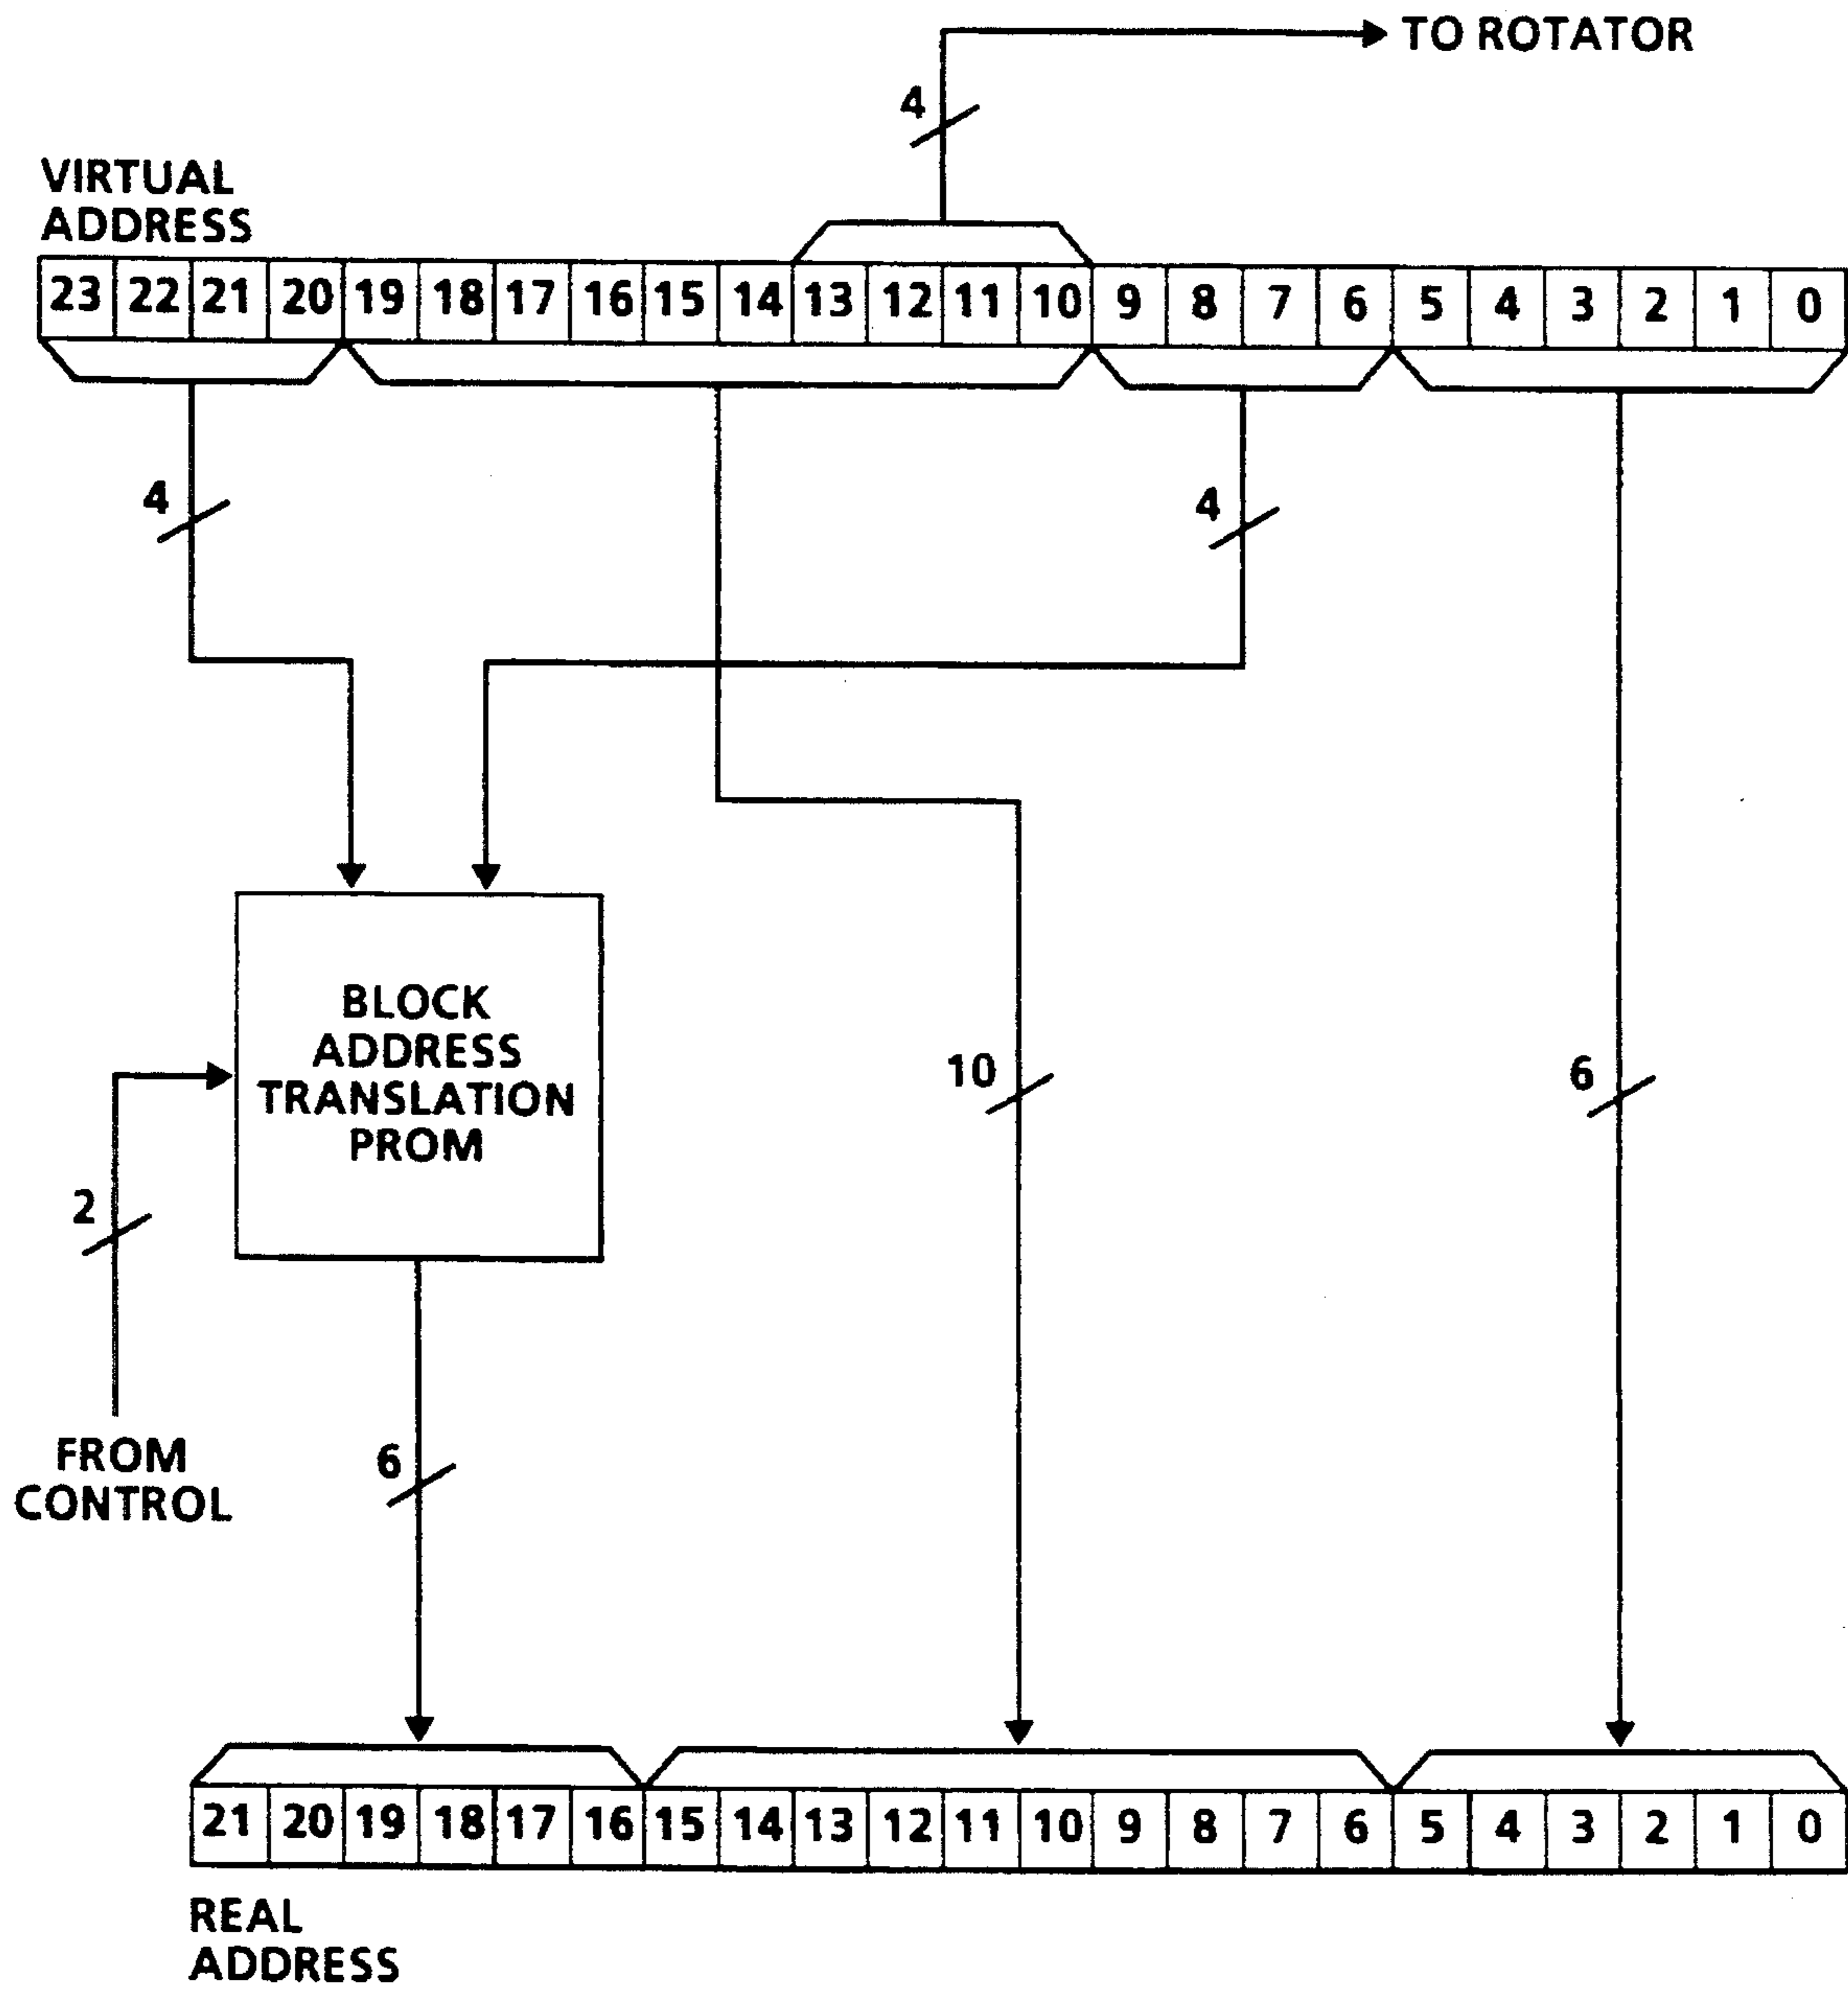 TO ROTATOR
4
VIRTUAL
ADDRESS
23 22 21 20 19 18 17 16 15 14 13 12 11 10 9 8 7 6 5 4 3 2 1 0
4
4
BLOCK
ADDRESS
TRANSLATION
PROM
10
6
2
FROM
CONTROL
6
21 20 19 18 17 16 15 14 13 12 11 10 9 8 7 6 5 4 3 2 1 0
REAL
ADDRESS